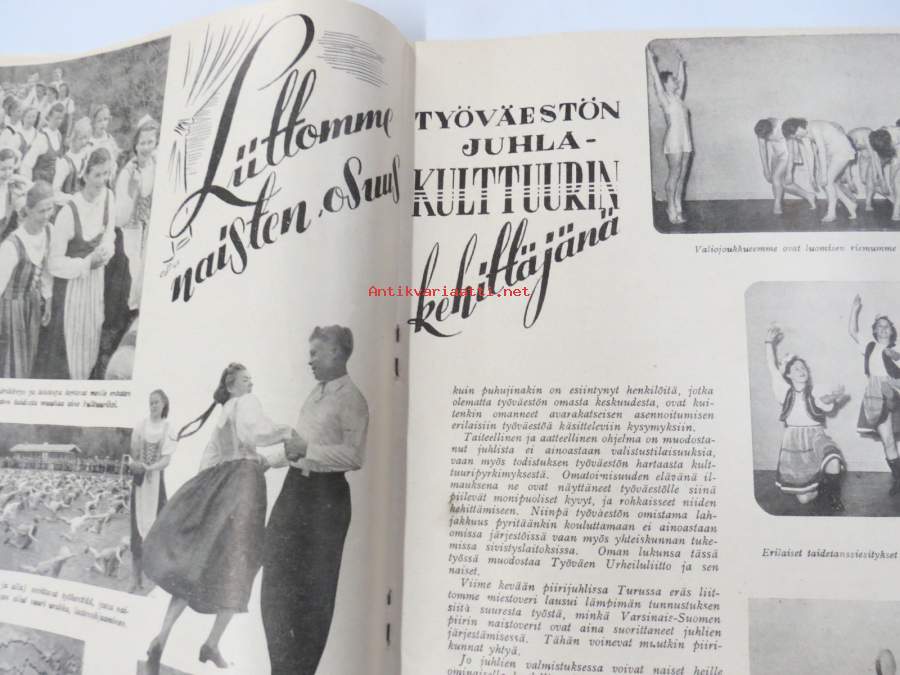 Liittomme
naisten osuus
TYÖVÄESTÖN
JUHLA-
KULTTUURIN
kehittäjänä
Antikvariaatti.net
Valiojoukkueemme ovat luomisen riemumme
kuin puhujinakin on esiintynyt henkilöitä, jotka
olematta työväestön omasta keskuudesta, ovat kui-
tenkin omanneet avarakatseisen asennoitumisen
erilaisiin työväestöä käsitteleviin kysymyksiin.
Taiteellinen ja aatteellinen ohjelma on muodosta-
nut juhlista ei ainoastaan valistustilaisuuksia,
vaan myös todistuksen työväestön hartaasta kult-
tuuripyrkimyksestä. Omatoimisuuden elävänä il-
mauksena ne ovat näyttäneet työväestölle siinä
piilevät monipuoliset kyvyt, ja rohkaisseet niiden
kehittämiseen. Niinpä työväestön omistama lah-
jakkuus pyritäänkin kouluttamaan ei ainoastaan
omissa järjestöissä vaan myös yhteiskunnan tuke-
missa sivistyslaitoksissa. Oman lukunsa tässä
työssä muodostaa Työväen Urheiluliitto ja sen
naiset.
Viime kevään piirijuhlissa Turussa eräs liit-
tomme miestoveri lausui lämpimän tunnustuksen
siitä suuresta työstä, minkä Varsinais-Suomen
piirin naistoverit ovat aina suorittaneet juhlien
järjestämisessä. Tähän voinevat muutkin piiri-
kunnat yhtyä.
Jo juhlien valmistuksessa voivat naiset heille
Erilaiset taidetanssiesitykset